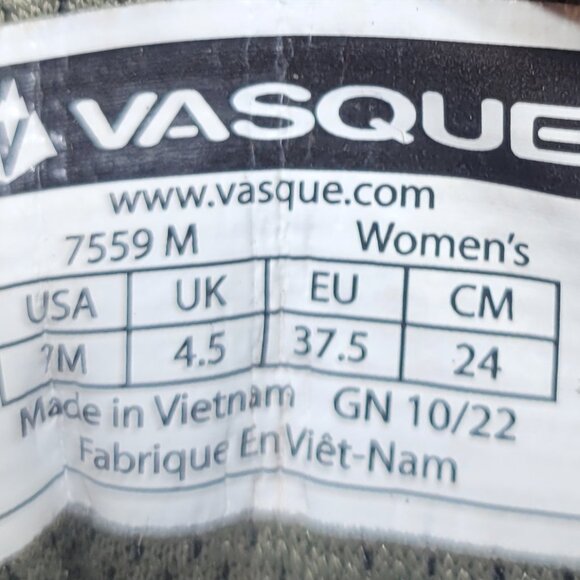 VASQUE
www.vasque.com
7559 M Women's
USA UK EU CM
7M 4.5 37.5 24
Made in Vietnam GN 10/22
Fabrique En Viêt-Nam